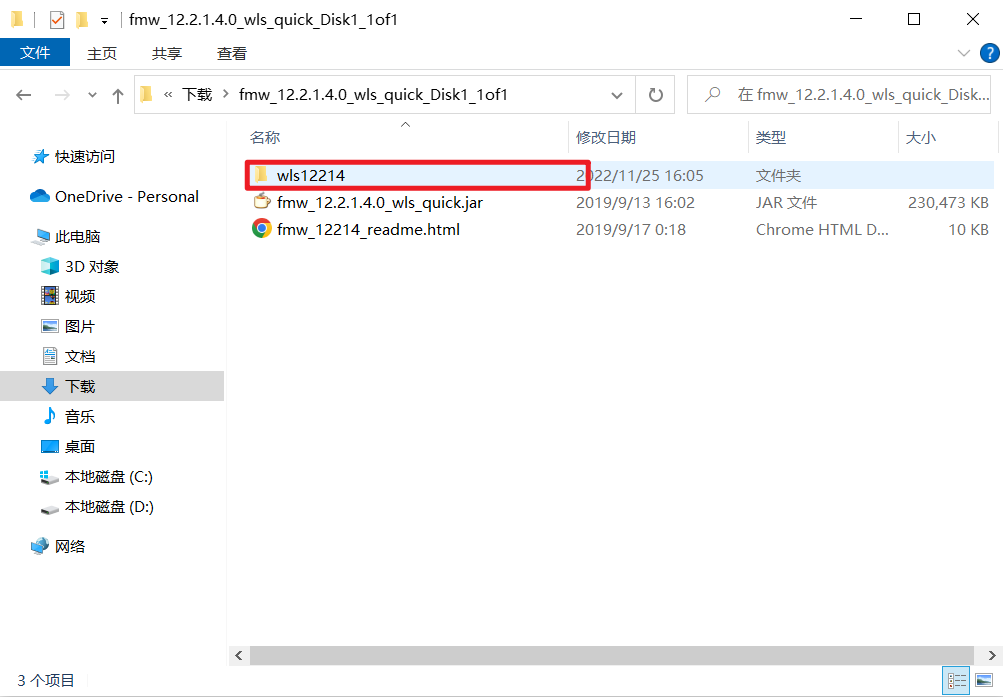 fmw_12.2.1.4.0_wls_quick_Disk1_1of1
文件 主页 共享 查看 ?
« 下载 > fmw_12.2.1.4.0_wls_quick_Disk1_1of1 在 fmw_12.2.1.4.0_wls_quick_Disk...
名称 修改日期 类型 大小
wls12214 2022/11/25 16:05 文件夹
fmw_12.2.1.4.0_wls_quick.jar 2019/9/13 16:02 JAR 文件 230,473 KB
fmw_12214_readme.html 2019/9/17 0:18 Chrome HTML D... 10 KB
快速访问
OneDrive - Personal
此电脑
3D 对象
视频
图片
文档
下载
音乐
桌面
本地磁盘 (C:)
本地磁盘 (D:)
网络
3 个项目